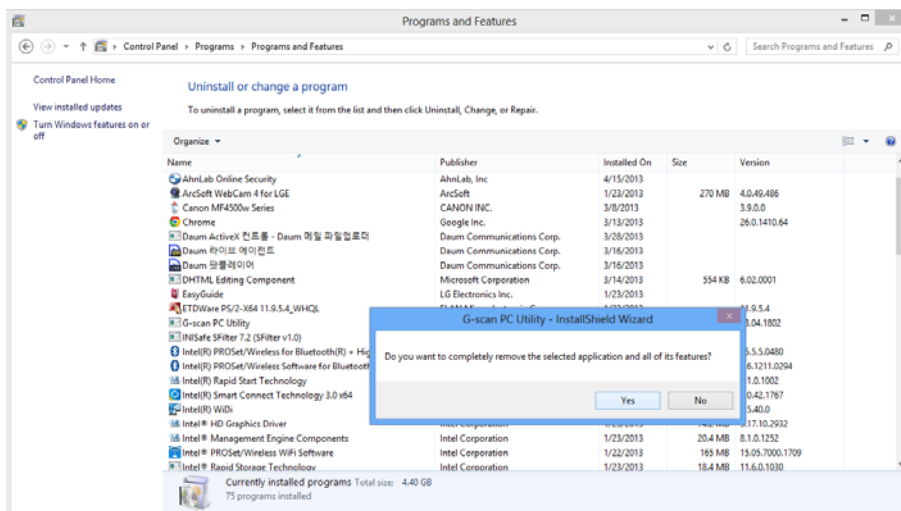 Programs and Features
Control Panel › Programs › Programs and Features
Search Programs and Features
Control Panel Home
View installed updates
Turn Windows features on or
off
Uninstall or change a program
To uninstall a program, select it from the list and then click Uninstall, Change, or Repair.
Organize
Name Publisher Installed On Size Version
AhnLab Online Security AhnLab, Inc 4/15/2013
ArcSoft WebCam 4 for LGE ArcSoft 1/23/2013 270 MB 4.0.49.486
Canon MF4500w Series CANON INC. 3/8/2013 3.9.0.0
Chrome Google Inc. 3/13/2013 26.0.1410.64
Daum ActiveX 컨트롤 - Daum 메일 파일업로더 Daum Communications Corp. 3/28/2013
Daum 라이브 에이전트 Daum Communications Corp. 3/16/2013
Daum 팟플레이어 Daum Communications Corp. 3/16/2013
DHTML Editing Component Microsoft Corporation 3/14/2013 554 KB 6.02.0001
EasyGuide LG Electronics Inc. 1/23/2013
ETDWare PS/2-X64 11.9.5.4_WHQL
G-scan PC Utility
INISafe SFilter 7.2 (SFilter v1.0)
Intel(R) PROSet/Wireless for Bluetooth(R) + Hig
Intel(R) PROSet/Wireless Software for Bluetooth
Intel(R) Rapid Start Technology
Intel(R) Smart Connect Technology 3.0 x64
Intel(R) WiDi
G-scan PC Utility - InstallShield Wizard
Do you want to completely remove the selected application and all of its features?
Yes No
Intel® HD Graphics Driver
Intel® Management Engine Components Intel Corporation 1/23/2013 20.4 MB 8.1.0.1252
Intel® PROSet/Wireless WiFi Software Intel Corporation 1/22/2013 165 MB 15.05.7000.1709
Intel® Rapid Storage Technology Intel Corporation 1/23/2013 18.4 MB 11.6.0.1030
Currently installed programs Total size: 4.40 GB
75 programs installed